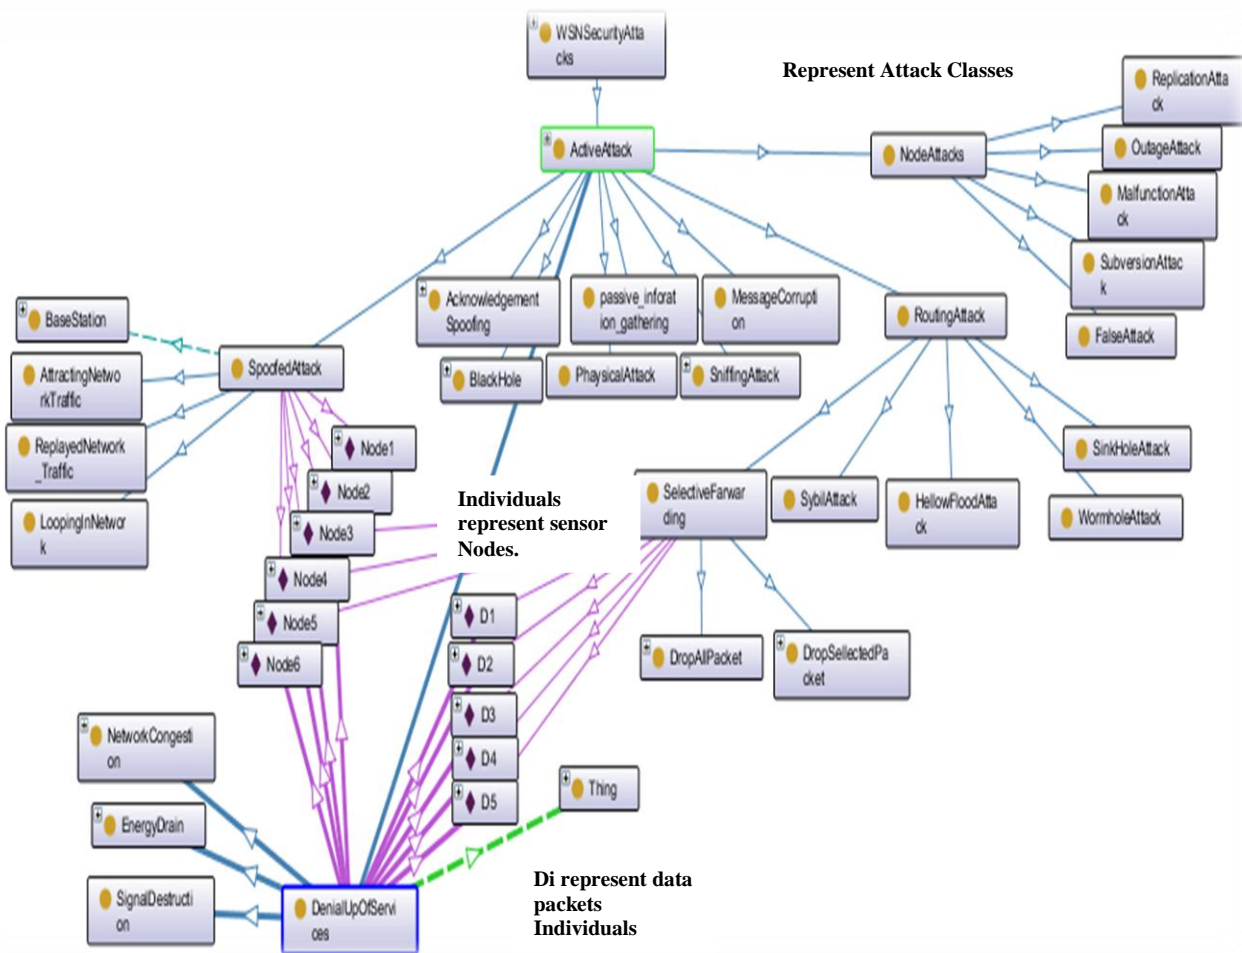 WSNSecurityAtta
cks
Represent Attack Classes
ReplicationAtta
ck
ActiveAttack
NodeAttacks
OutageAttack
MalfunctionAtta
ck
SubversionAttac
k
FalseAttack
Acknowledgement
Spoofing
passive_inforat
ion_gathering
MessageCorrupti
on
RoutingAttack
BaseStation
SpoofedAttack
BlackHole
PhaysicalAttack
SniffingAttack
AttractingNetwo
rkTraffic
ReplayedNetwork
_Traffic
LoopingInNetwor
k
Node1
Node2
Node3
Node4
Node5
Node6
Individuals
represent sensor
Nodes.
SelectiveFarwar
ding
SybilAttack
HellowFloodAtta
ck
SinkHoleAttack
WormholeAttack
D1
D2
D3
D4
D5
DropAllPacket
DropSellectedPa
cket
NetworkCongesti
on
EnergyDrain
SignalDestructi
on
DenialUpOfServi
ces
Thing
Di represent data
packets
Individuals